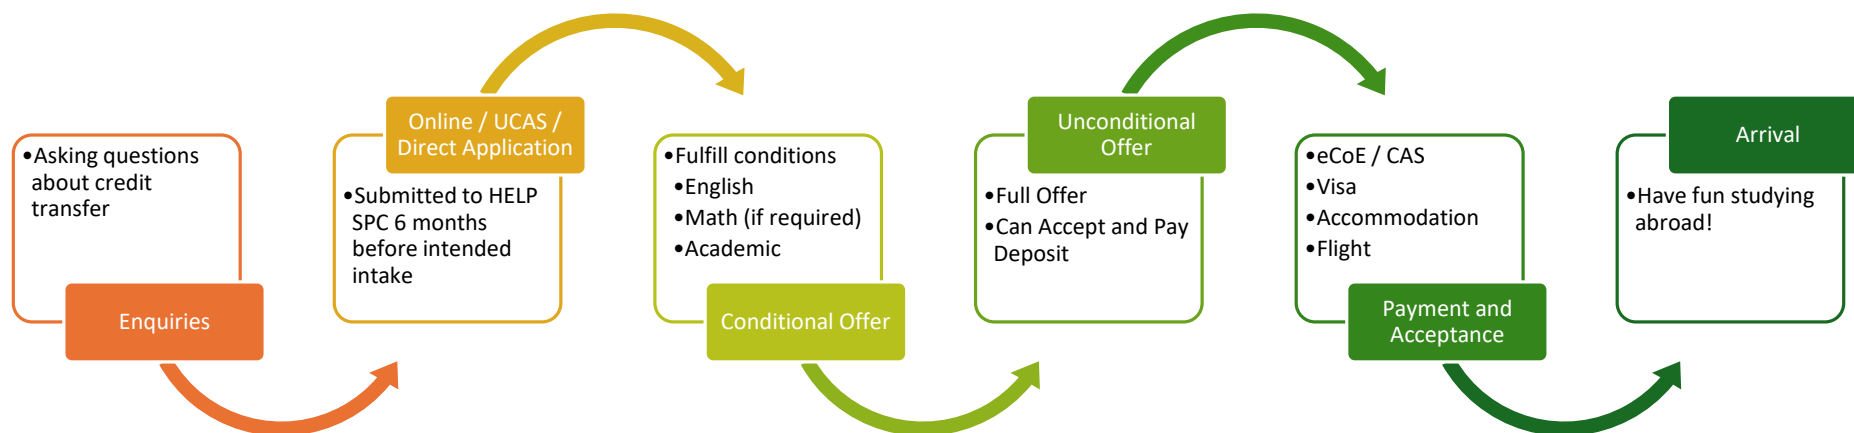 •Asking questions
about credit
transfer
Enquiries
Online / UCAS /
Direct Application
•Submitted to HELP
SPC 6 months
before intended
intake
•Fulfill conditions
•English
•Math (if required)
•Academic
Conditional Offer
Unconditional
Offer
•Full Offer
•Can Accept and Pay
Deposit
•eCoE / CAS
•Visa
•Accommodation
•Flight
Payment and
Acceptance
Arrival
•Have fun studying
abroad!